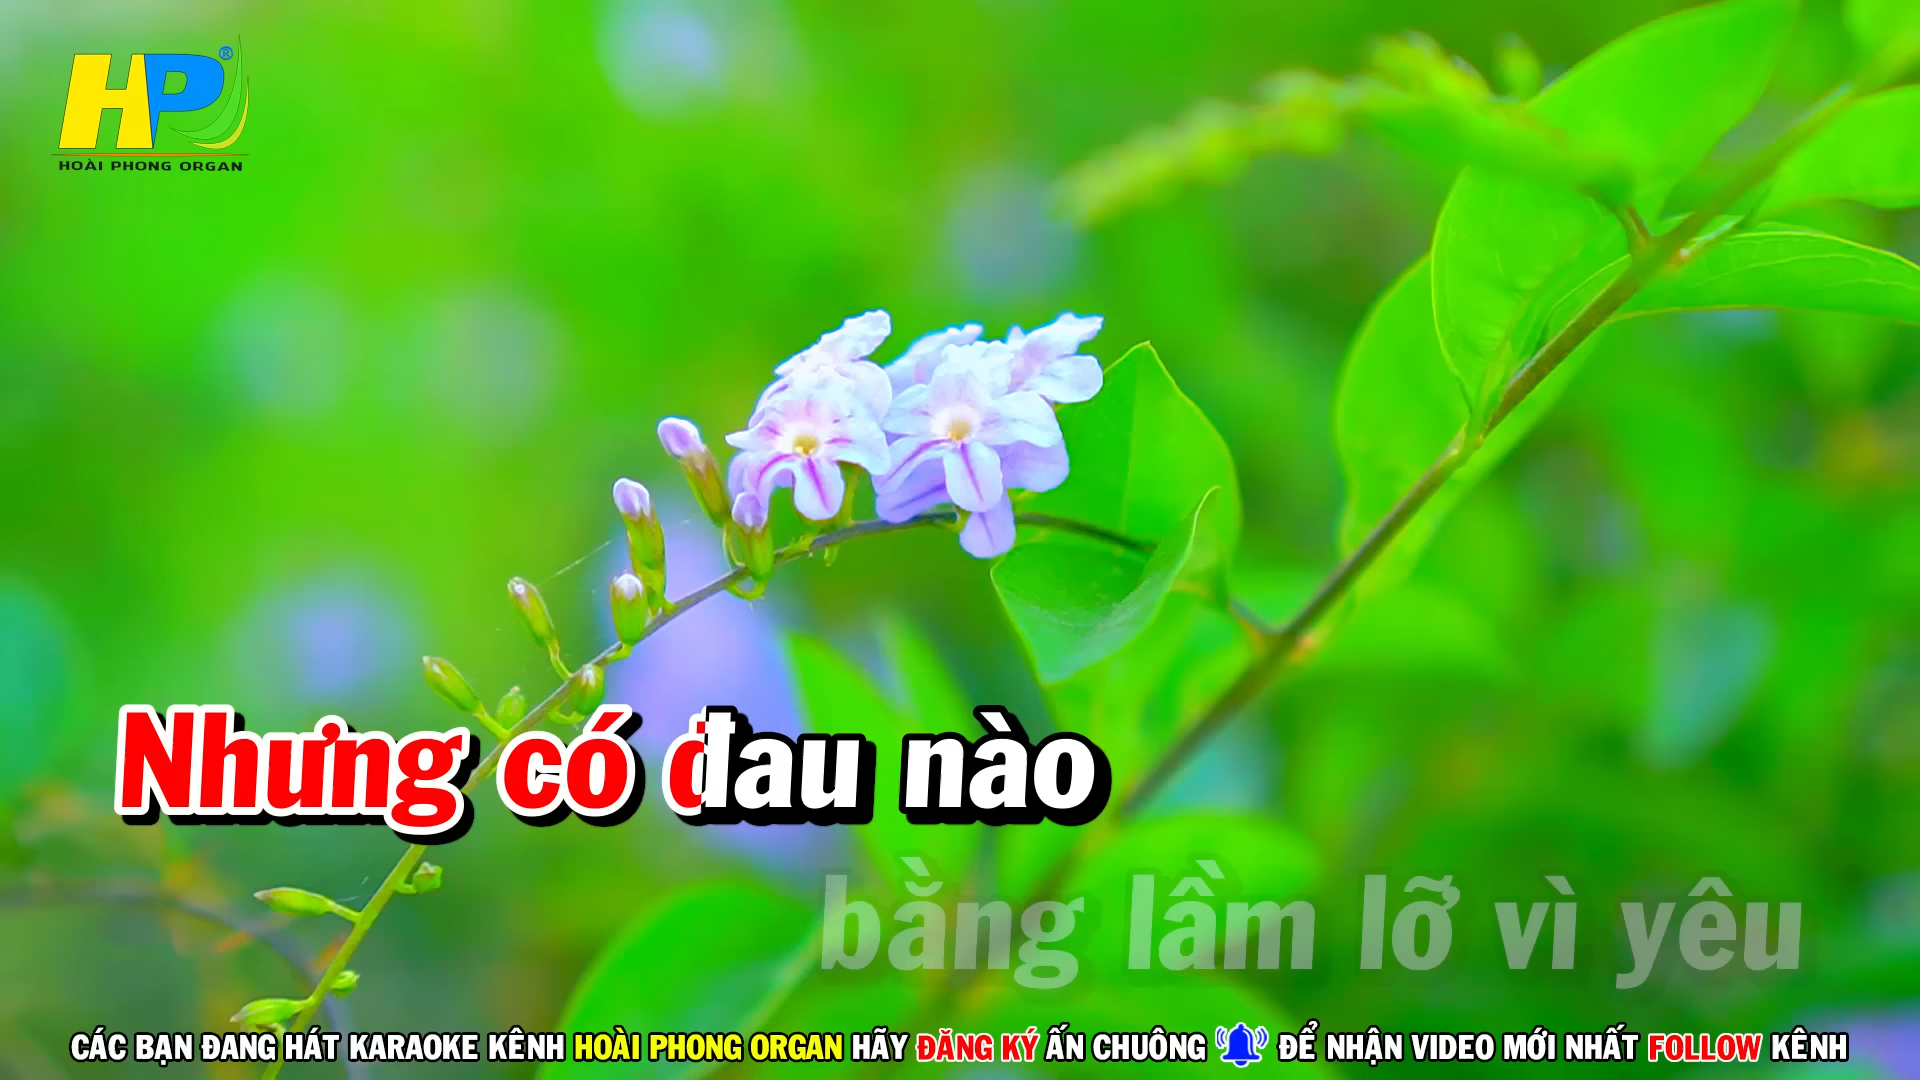 HP®
HOÀI PHONG ORGAN
Nhưng có đau nào
bằng lầm lỡ vì yêu
CÁC BẠN ĐANG HÁT KARAOKE KÊNH HOÀI PHONG ORGAN HÃY ĐĂNG KÝ ẤN CHUÔNG ĐỂ NHẬN VIDEO MỚI NHẤT FOLLOW KÊNH